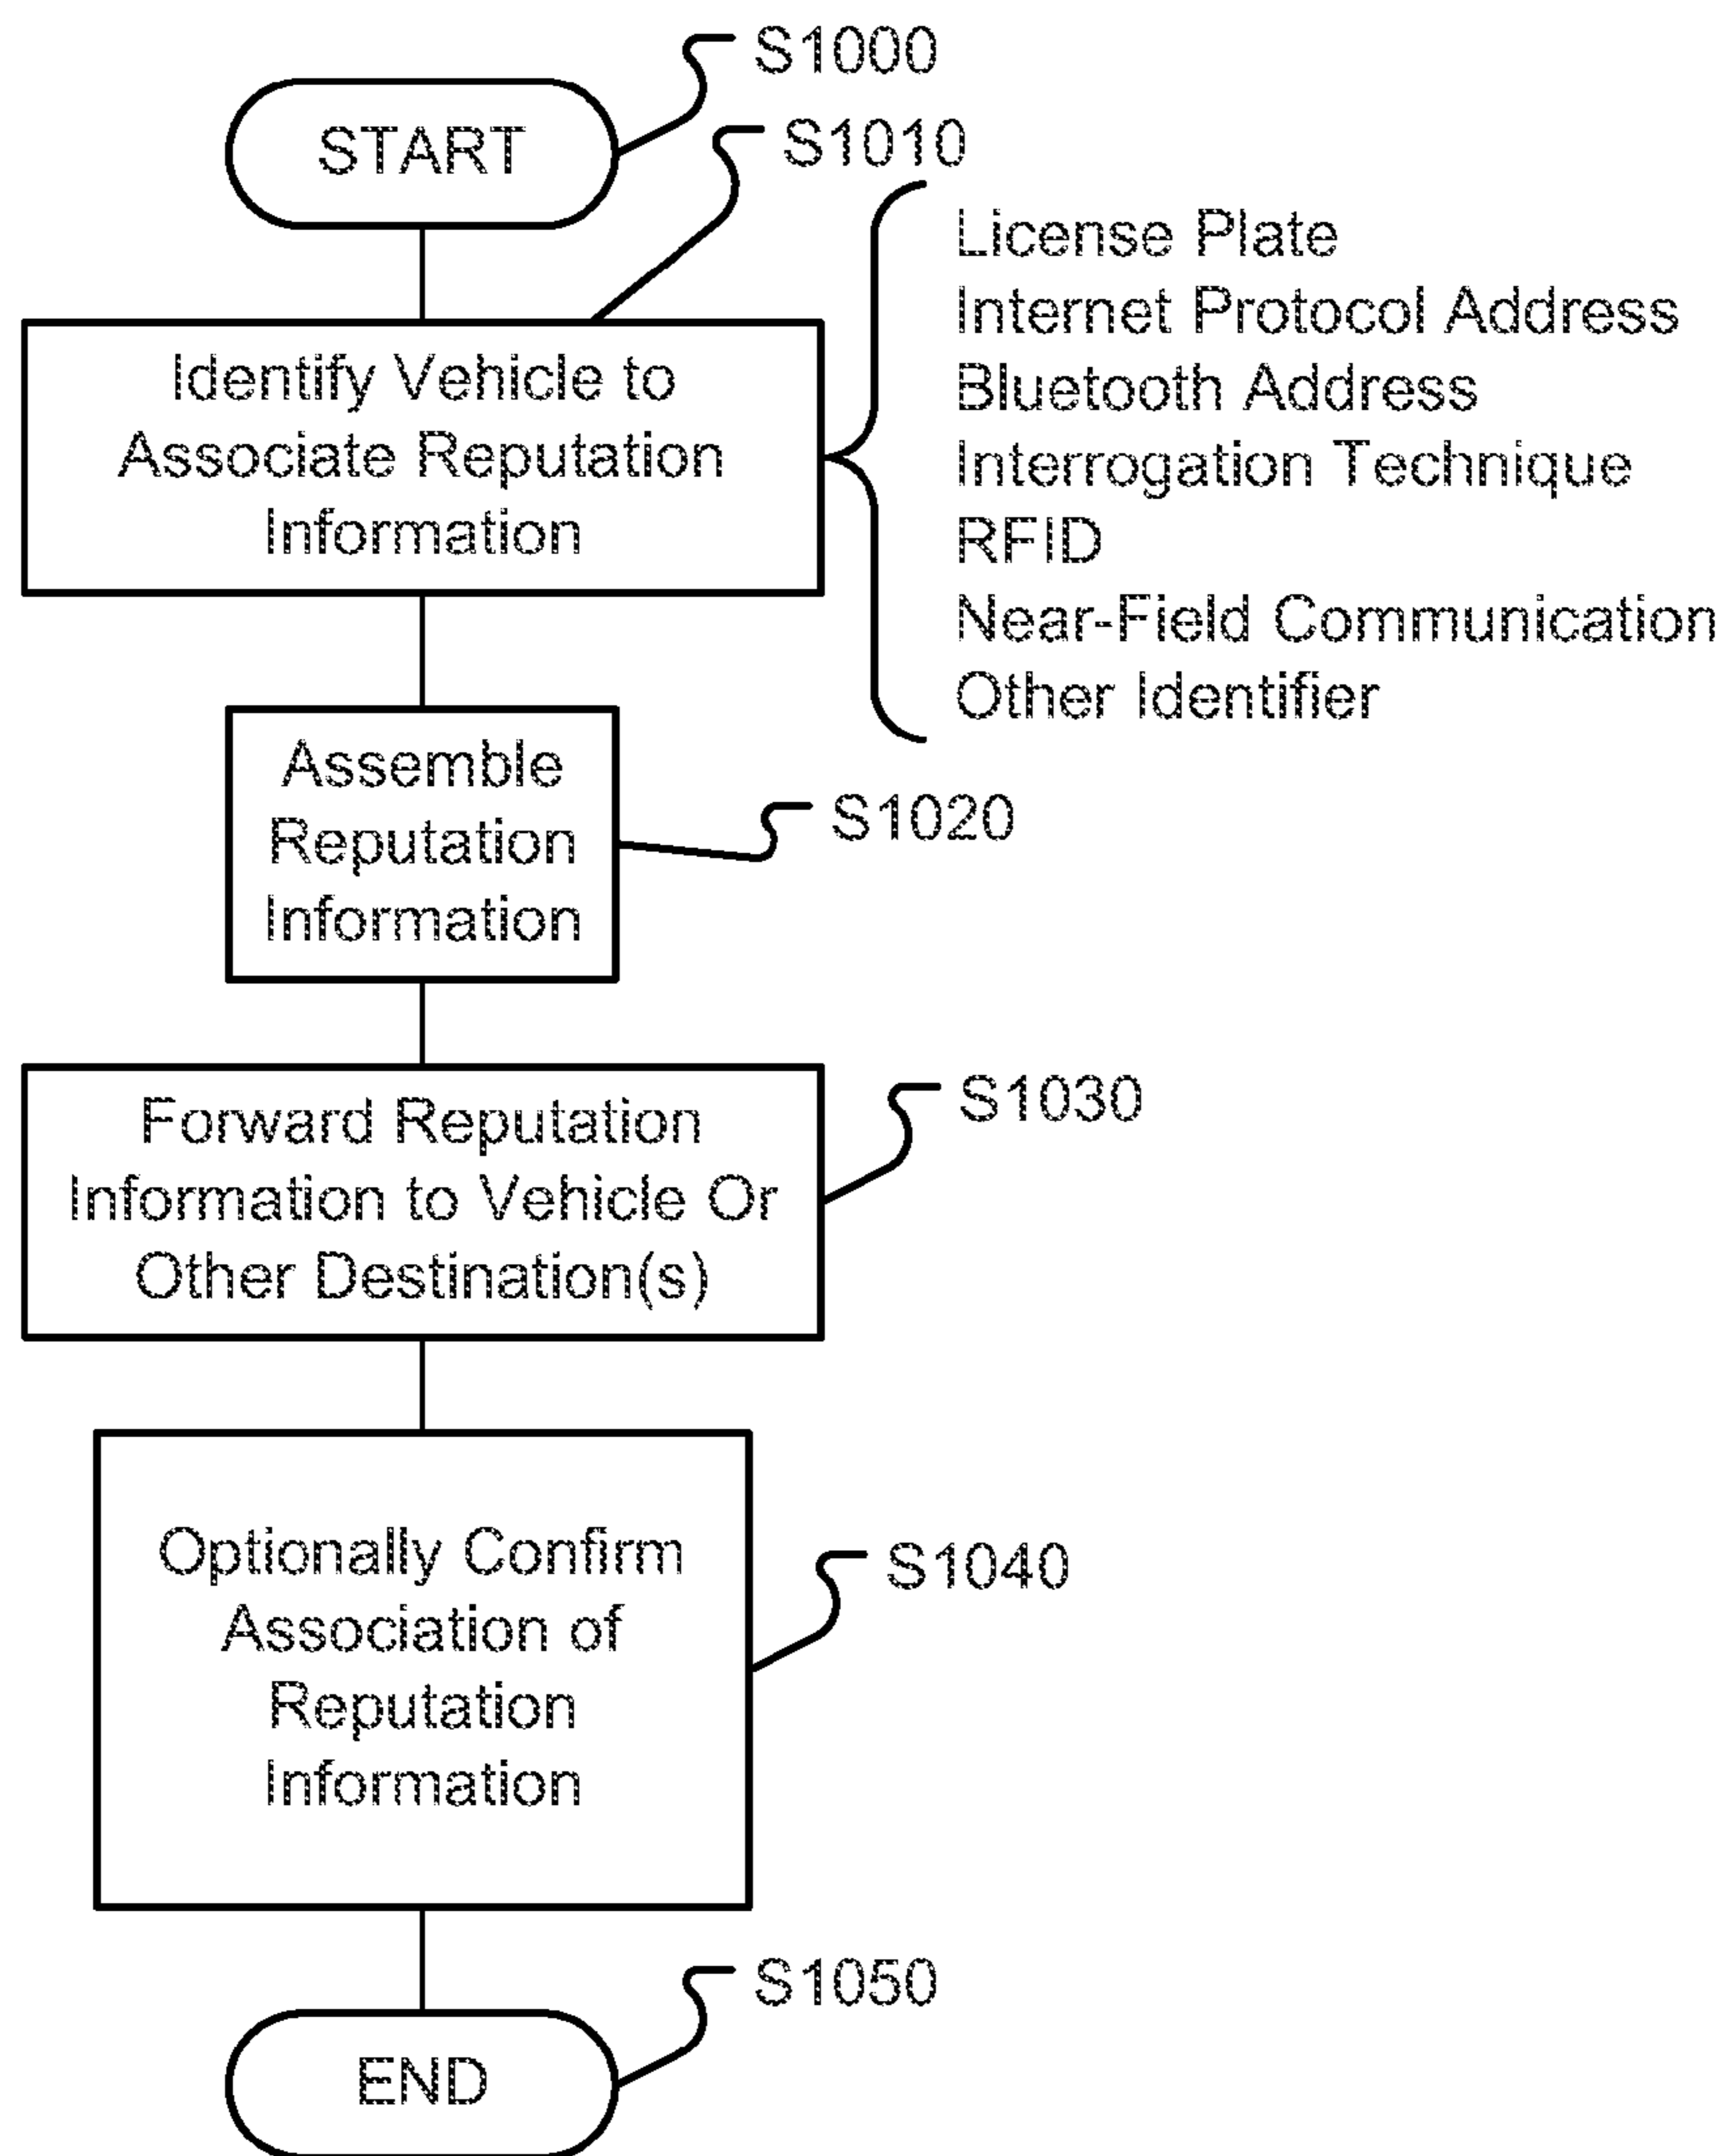 S1000
START
S1010
License Plate
Internet Protocol Address
Bluetooth Address
Interrogation Technique
RFID
Near-Field Communication
Other Identifier
Identify Vehicle to
Associate Reputation
Information
Assemble
Reputation
Information
S1020
Forward Reputation
Information to Vehicle Or
Other Destination(s)
S1030
Optionally Confirm
Association of
Reputation
Information
S1040
S1050
END